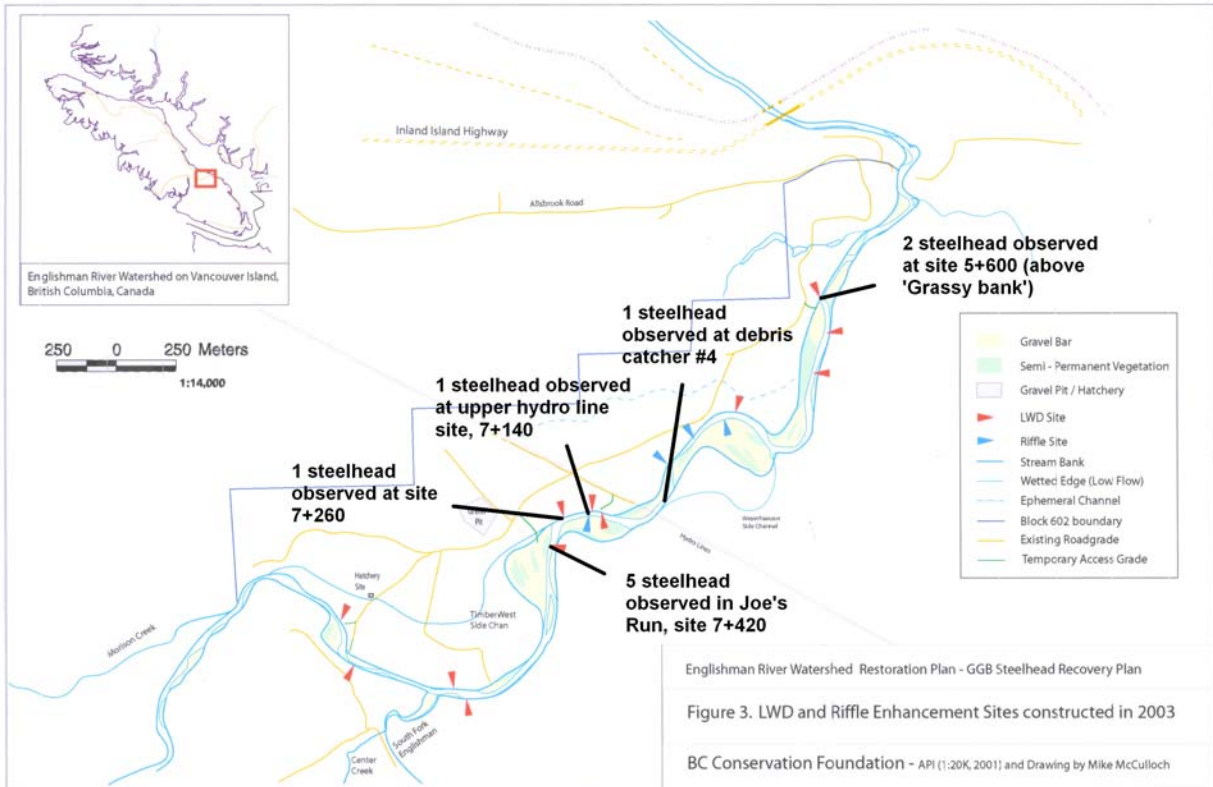 Englishman River Watershed on Vancouver Island,
British Columbia, Canada
250 0 250 Meters
1:14,000
Inland Island Highway
Allsbrook Road
2 steelhead observed
at site 5+600 (above
'Grassy bank')
1 steelhead
observed at debris
catcher #4
1 steelhead observed
at upper hydro line
site, 7+140
1 steelhead
observed at site
7+260
5 steelhead
observed in Joe's
Run, site 7+420
Gravel Bar
Semi - Permanent Vegetation
Gravel Pit / Hatchery
LWD Site
Riffle Site
Stream Bank
Wetted Edge (Low Flow)
Ephemeral Channel
Block 602 boundary
Existing Roadgrade
Temporary Access Grade
Pit
Weyerhaeuser
Side Channel
Hydro Lines
Hatchery
Site
TimberWest
Side Chan
Morison Creek
South Fork
Englishman
Center
Creek
Englishman River Watershed Restoration Plan - GGB Steelhead Recovery Plan
Figure 3. LWD and Riffle Enhancement Sites constructed in 2003
BC Conservation Foundation - API (1:20K, 2001) and Drawing by Mike McCulloch